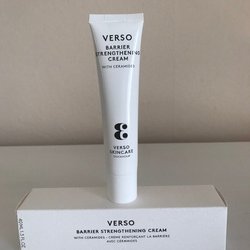 VERSO
BARRIER
STRENGTHENING
CREAM
WITH CERAMIDES
VERSO
SKINCARE
VERSO
BARRIER STRENGTHENING CREAM
WITH CERAMIDES - CRÈME RENFORÇANT LA BARRIÈRE
AVEC CÉRAMIDES